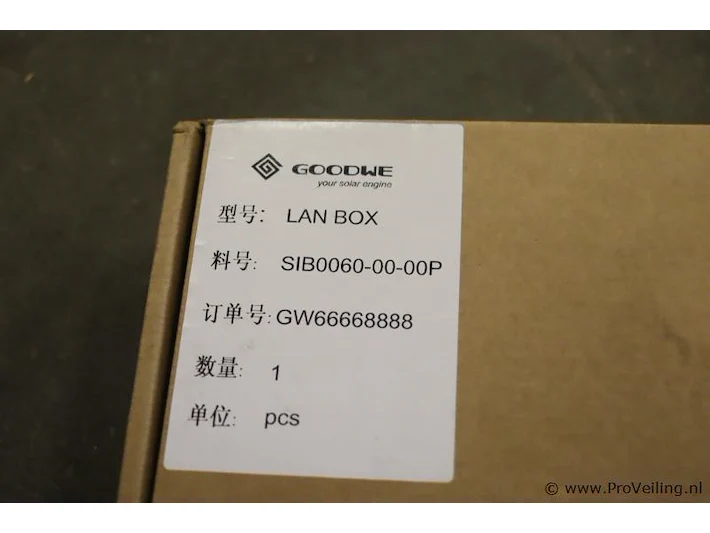 GOODWE
your solar engine
型号: LAN BOX
料号: SIB0060-00-00P
订单号: GW66668888
数量: 1
单位: pcs
© www.ProVeiling.nl